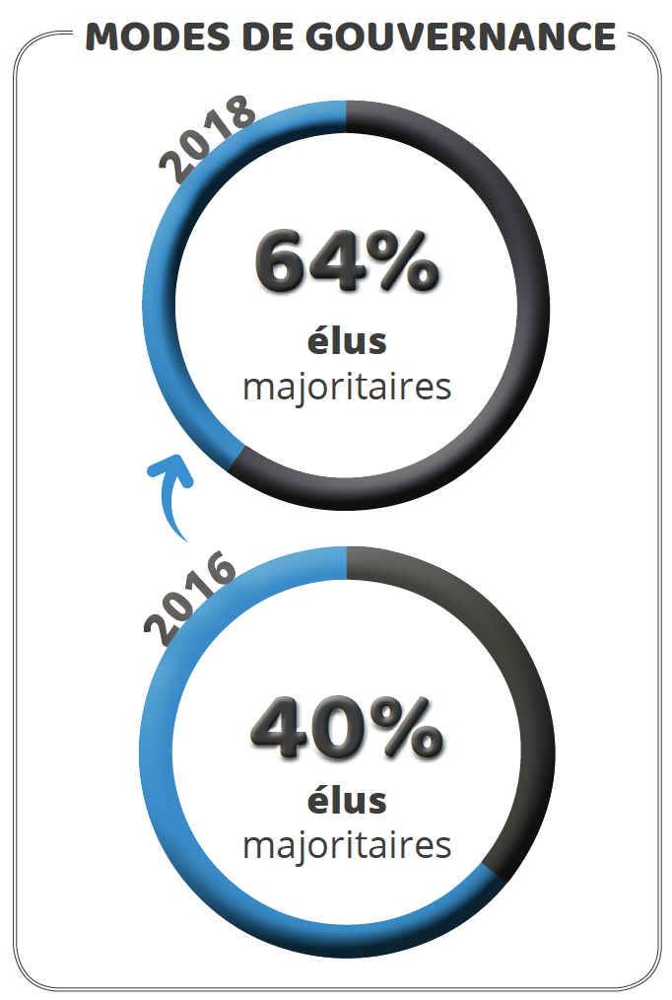 MODES DE GOUVERNANCE
2018
64%
élus
majoritaires
2016
40%
élus
majoritaires